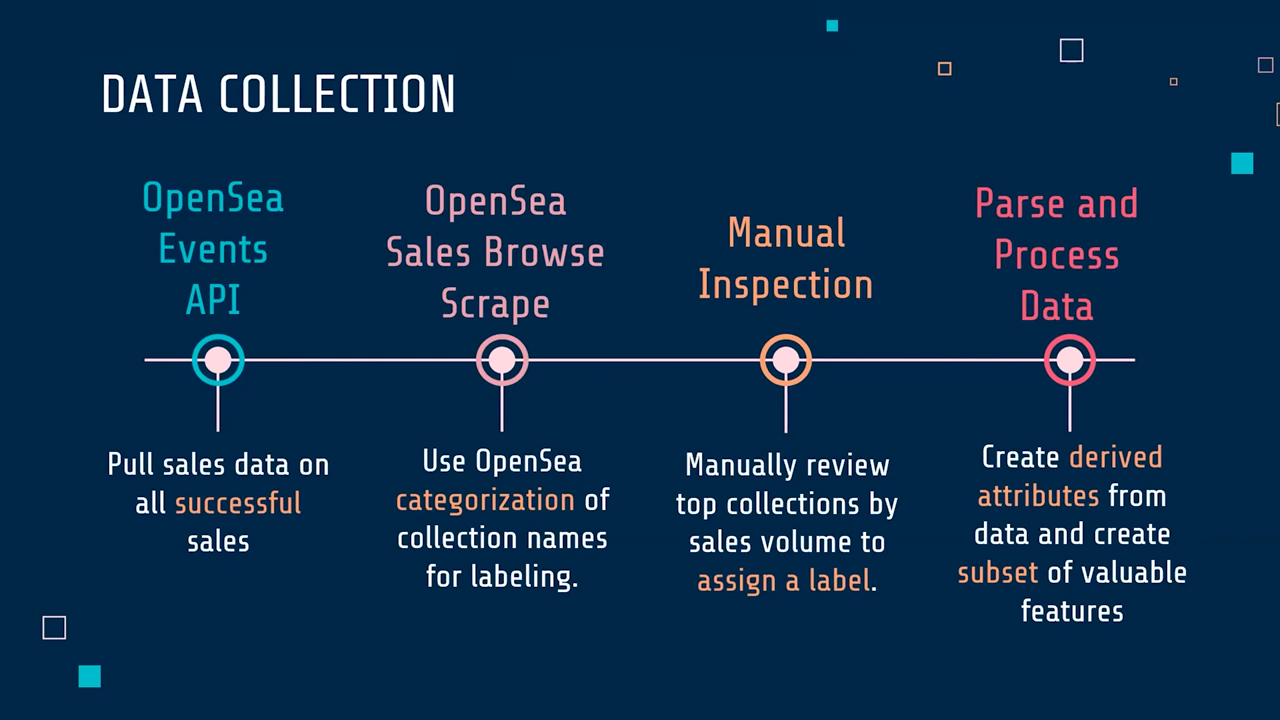 DATA COLLECTION
OpenSea
Events
API
Pull sales data on
all successful
sales
OpenSea
Sales Browse
Scrape
Use OpenSea
categorization of
collection names
for labeling.
Manual
Inspection
Manually review
top collections by
sales volume to
assign a label.
Parse and
Process
Data
Create derived
attributes from
data and create
subset of valuable
features